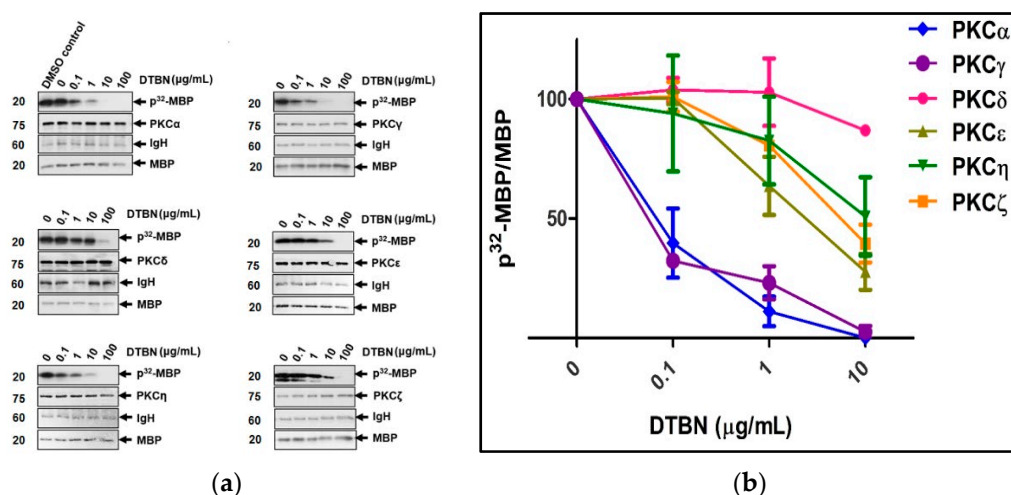 DMSO control
0
0.1
1
10
100
DTBN (µg/mL)
20
p³²-MBP
75
PKCα
60
IgH
20
MBP
0
0.1
1
10
100
DTBN (µg/mL)
20
p³²-MBP
75
PKCγ
60
IgH
20
MBP
0
0.1
1
10
100
DTBN (µg/mL)
20
p³²-MBP
75
PKCδ
60
IgH
20
MBP
0
0.1
1
10
100
DTBN (µg/mL)
20
p³²-MBP
75
PKCε
60
IgH
20
MBP
0
0.1
1
10
100
DTBN (µg/mL)
20
p³²-MBP
75
PKCη
60
IgH
20
MBP
0
0.1
1
10
100
DTBN (µg/mL)
20
p³²-MBP
75
PKCζ
60
IgH
20
MBP
(a)
p³²-MBP/MBP
100
50
0
0.1
1
10
DTBN (µg/mL)
PKCα
PKCγ
PKCδ
PKCε
PKCη
PKCζ
(b)